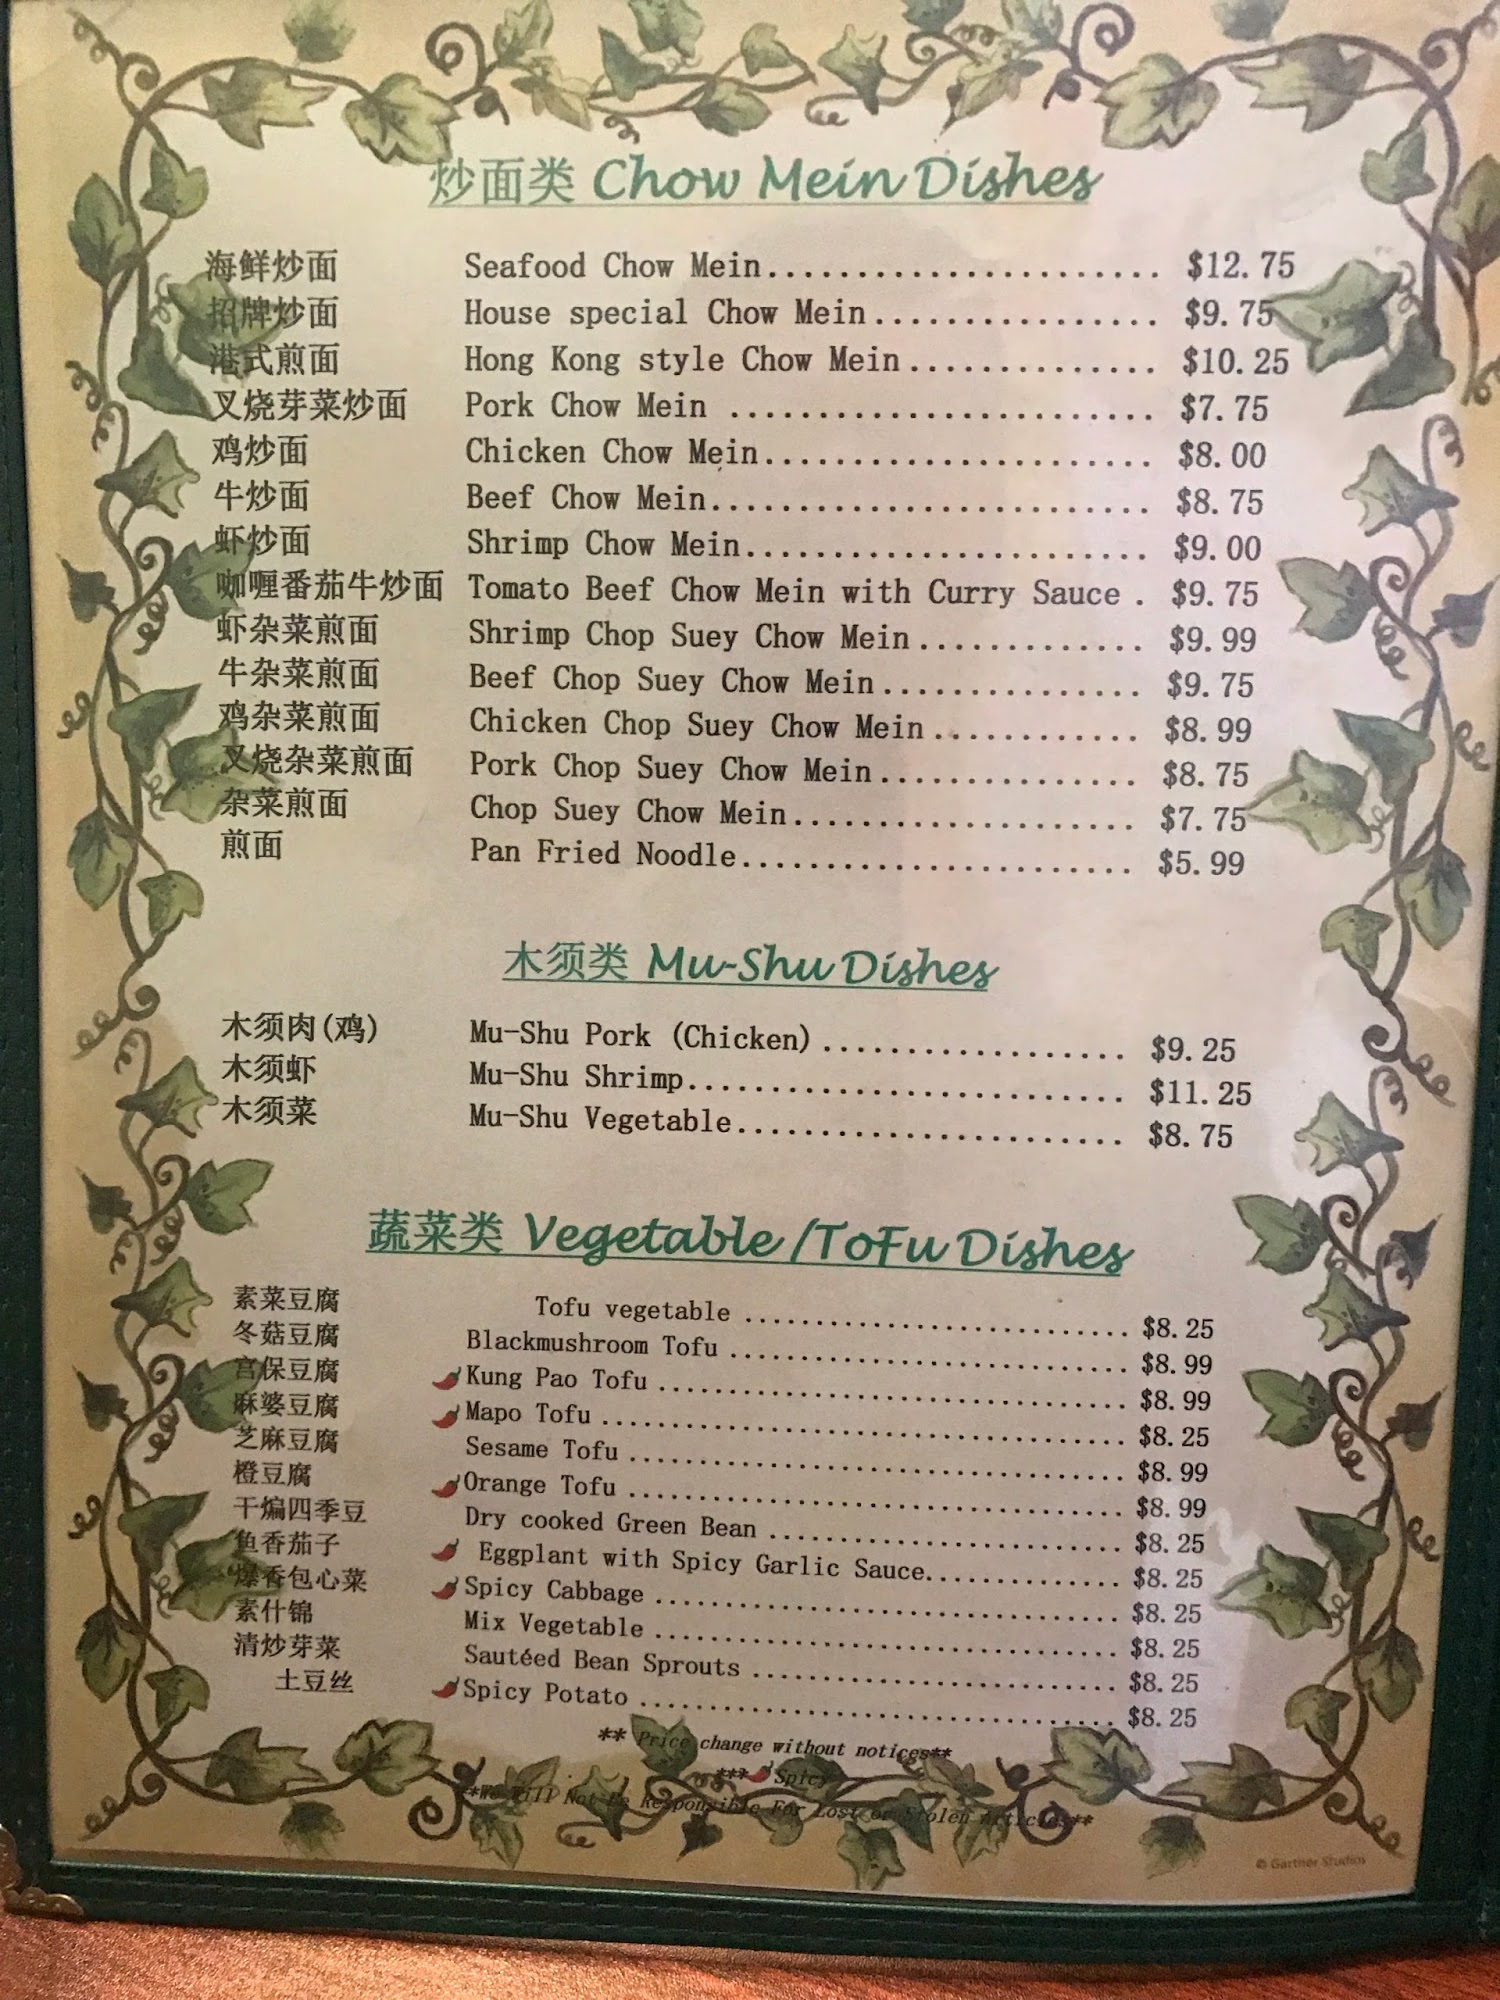 炒面类 Chow Mein Dishes
海鲜炒面 Seafood Chow Mein...................... $12.75
招牌炒面 House special Chow Mein................ $9.75
港式煎面 Hong Kong style Chow Mein.............. $10.25
叉烧芽菜炒面 Pork Chow Mein ........................ $7.75
鸡炒面 Chicken Chow Mein...................... $8.00
牛炒面 Beef Chow Mein......................... $8.75
虾炒面 Shrimp Chow Mein....................... $9.00
咖喱番茄牛炒面 Tomato Beef Chow Mein with Curry Sauce . $9.75
虾杂菜煎面 Shrimp Chop Suey Chow Mein............. $9.99
牛杂菜煎面 Beef Chop Suey Chow Mein............... $9.75
鸡杂菜煎面 Chicken Chop Suey Chow Mein............ $8.99
叉烧杂菜煎面 Pork Chop Suey Chow Mein............... $8.75
杂菜煎面 Chop Suey Chow Mein.................... $7.75
煎面 Pan Fried Noodle....................... $5.99
木须类 Mu-Shu Dishes
木须肉(鸡) Mu-Shu Pork (Chicken).................. $9.25
木须虾 Mu-Shu Shrimp.......................... $11.25
木须菜 Mu-Shu Vegetable....................... $8.75
蔬菜类 Vegetable /ToFu Dishes
素菜豆腐 Tofu vegetable ........................... $8.25
冬菇豆腐 Blackmushroom Tofu ............................ $8.99
宫保豆腐 Kung Pao Tofu ................................. $8.99
麻婆豆腐 Mapo Tofu ..................................... $8.25
芝麻豆腐 Sesame Tofu ................................... $8.99
橙豆腐 Orange Tofu ................................... $8.99
干煸四季豆 Dry cooked Green Bean ......................... $8.25
鱼香茄子 Eggplant with Spicy Garlic Sauce.............. $8.25
爆香包心菜 Spicy Cabbage ................................. $8.25
素什锦 Mix Vegetable ................................. $8.25
清炒芽菜 Sautéed Bean Sprouts .......................... $8.25
土豆丝 Spicy Potato .................................. $8.25
** Price change without notices**
*** Spicy
**We Will Not Be Responsible For Lost or Stolen Articles**
© Gartner Studios